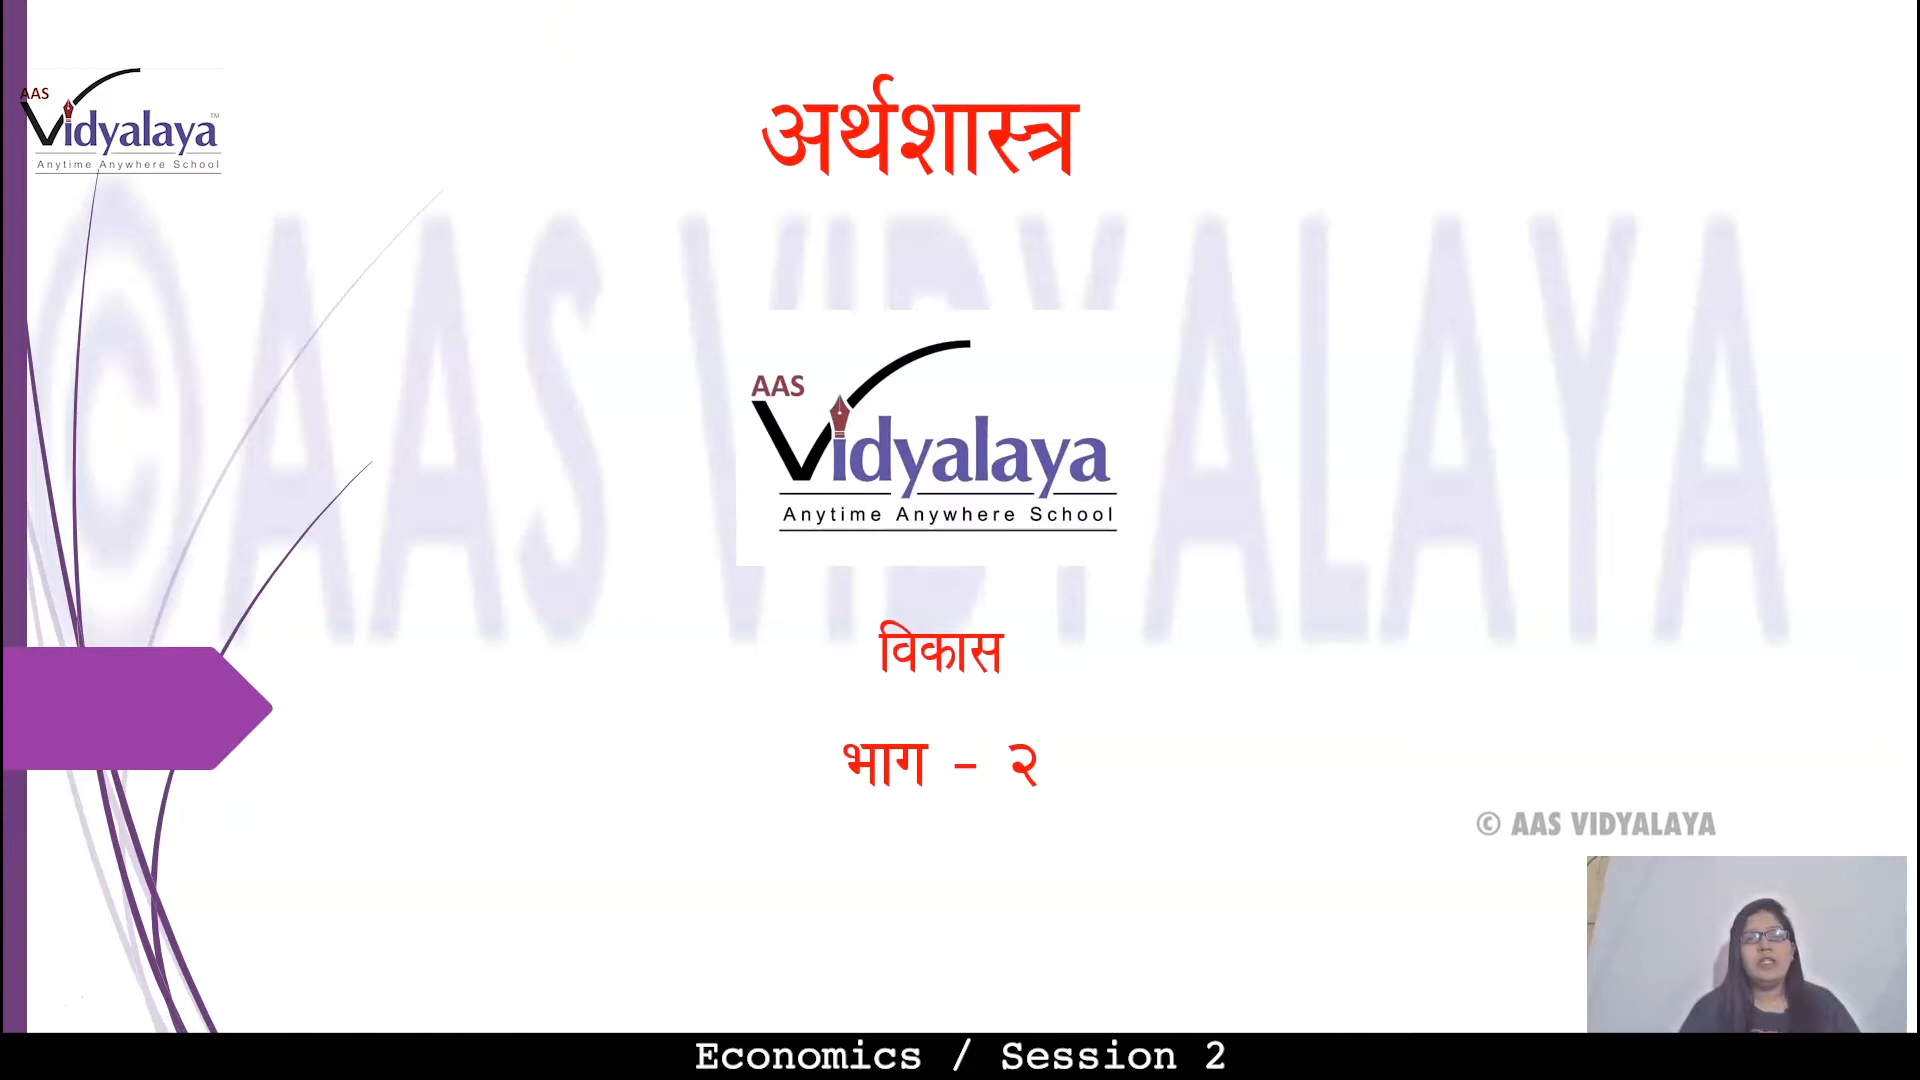 AAS
Vidyalaya™
Anytime Anywhere School
अर्थशास्त्र
©AAS VIDYALAYA
AAS
Vidyalaya
Anytime Anywhere School
विकास
भाग - २
© AAS VIDYALAYA
Economics / Session 2